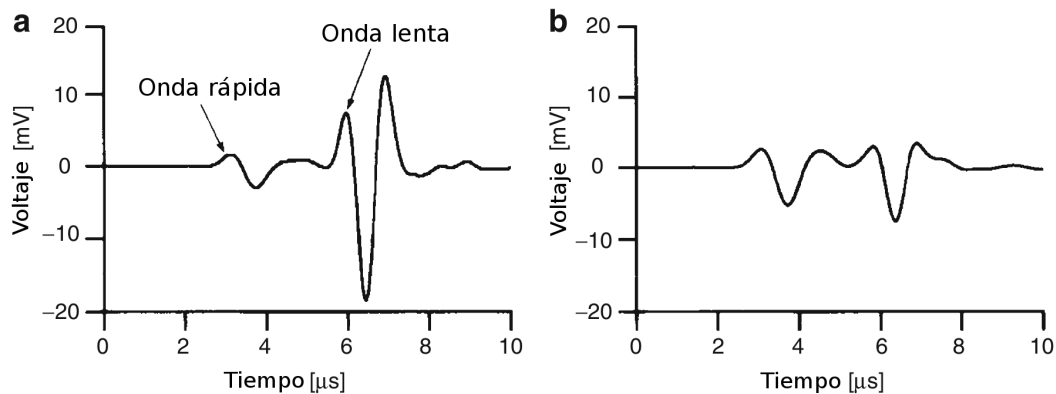 a
Onda lenta
Onda rápida
Voltaje [mV]
20
10
0
–10
–20
0 2 4 6 8 10
Tiempo [μs]
b
Voltaje [mV]
20
10
0
–10
–20
0 2 4 6 8 10
Tiempo [μs]